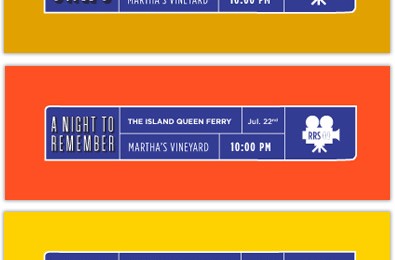 MARTHA'S VINEYARD
10:00 PM
A NIGHT TO
REMEMBER
THE ISLAND QUEEN FERRY
Jul. 22nd
MARTHA'S VINEYARD
10:00 PM
RRS